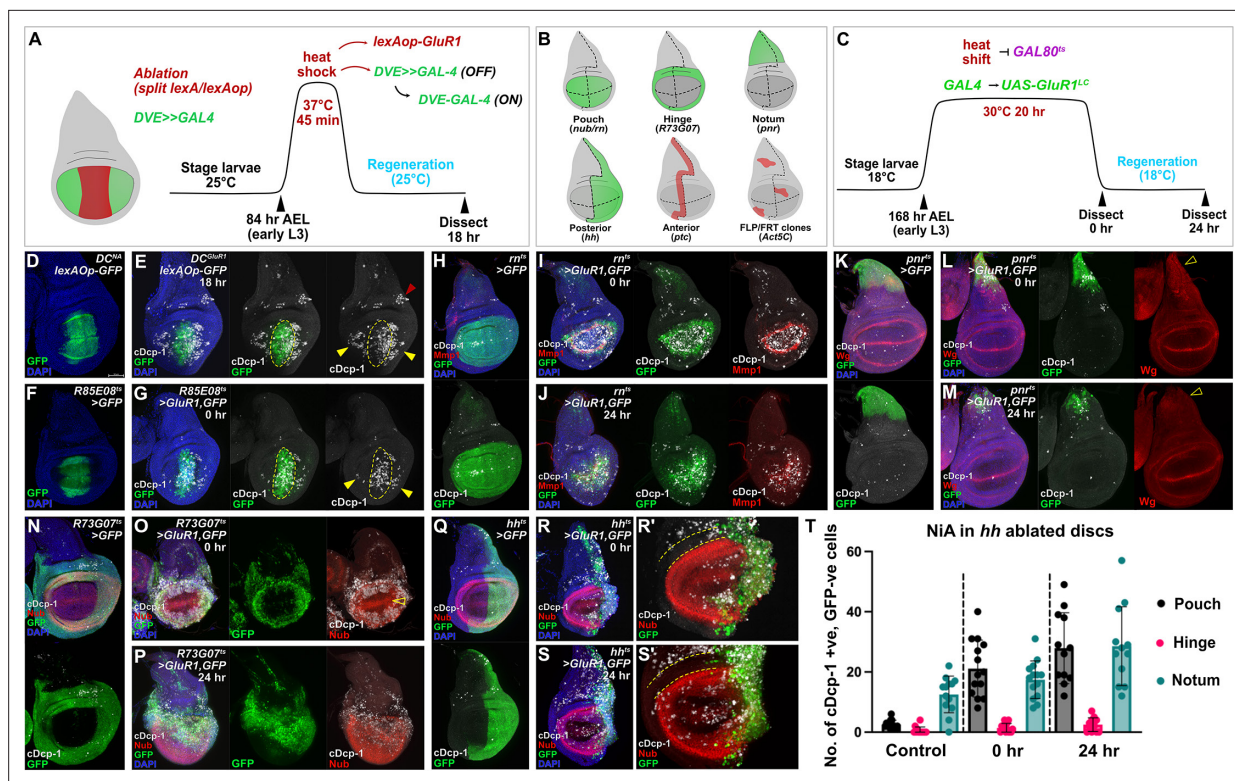 A
Ablation
(split lexA/lexAop)
DVE>>GAL4
heat
shock
37°C
45 min
lexAop-GluR1
DVE>>GAL-4 (OFF)
DVE-GAL-4 (ON)
Stage larvae
25°C
Regeneration
(25°C)
84 hr AEL
(early L3)
Dissect
18 hr
B
Pouch
(nub/rn)
Hinge
(R73G07)
Notum
(pnr)
Posterior
(hh)
Anterior
(ptc)
FLP/FRT clones
(Act5C)
C
heat
shift
GAL80ts
GAL4 → UAS-GluR1LC
30°C 20 hr
Stage larvae
18°C
Regeneration
(18°C)
168 hr AEL
(early L3)
Dissect
0 hr
Dissect
24 hr
D DCNA
lexAOp-GFP
cDcp-1
GFP
DAPI
E DCGluR1
lexAOp-GFP
18 hr
cDcp-1
GFP
DAPI
cDcp-1
GFP
cDcp-1
F R85E08ts
>GFP
cDcp-1
GFP
DAPI
G R85E08ts
>GluR1,GFP
0 hr
cDcp-1
GFP
DAPI
cDcp-1
GFP
cDcp-1
H rnts
>GFP
cDcp-1
Mmp1
GFP
DAPI
cDcp-1
GFP
I rnts
>GluR1,GFP
0 hr
cDcp-1
Mmp1
GFP
DAPI
cDcp-1
GFP
cDcp-1
Mmp1
J rnts
>GluR1,GFP
24 hr
cDcp-1
Mmp1
GFP
DAPI
cDcp-1
GFP
cDcp-1
Mmp1
K pnrts
>GFP
cDcp-1
Wg
GFP
DAPI
cDcp-1
GFP
L pnrts
>GluR1,GFP
0 hr
cDcp-1
Wg
GFP
DAPI
cDcp-1
GFP
Wg
M pnrts
>GluR1,GFP
24 hr
cDcp-1
Wg
GFP
DAPI
cDcp-1
GFP
Wg
N R73G07ts
>GFP
cDcp-1
Nub
GFP
DAPI
cDcp-1
GFP
O R73G07ts
>GluR1,GFP
0 hr
cDcp-1
Nub
GFP
DAPI
GFP
cDcp-1
Nub
P R73G07ts
>GluR1,GFP
24 hr
cDcp-1
Nub
GFP
DAPI
GFP
cDcp-1
Nub
Q hhts
>GFP
cDcp-1
Nub
GFP
DAPI
cDcp-1
GFP
R hhts
>GluR1,GFP
0 hr
cDcp-1
Nub
GFP
DAPI
R'
cDcp-1
Nub
GFP
S hhts
>GluR1,GFP
24 hr
cDcp-1
Nub
GFP
DAPI
S'
cDcp-1
Nub
GFP
T NiA in hh ablated discs
No. of cDcp-1 +ve, GFP-ve cells
60
40
20
0
Control
0 hr
24 hr
Pouch
Hinge
Notum